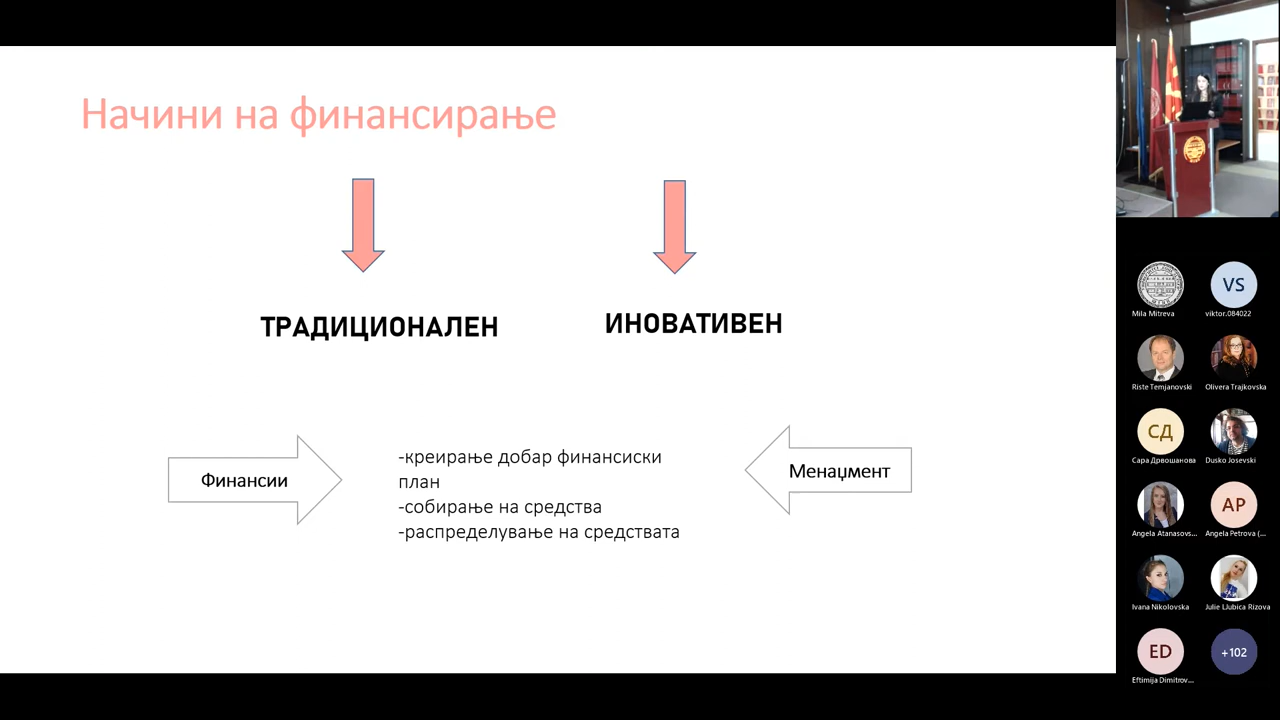 Начини на финансирање
ТРАДИЦИОНАЛЕН
ИНОВАТИВЕН
Финансии
-креирање добар финансиски
план
-собирање на средства
-распределување на средствата
Менаџмент
Mila Mitreva
VS
viktor.084022
Riste Temjanovski
Olivera Trajkovska
СД
Сара Дрвошанова
Dusko Josevski
Angela Atanasovs...
AP
Angela Petrova (...
Ivana Nikolovska
Julie LJubica Rizova
ED
Eftimija Dimitrov...
+102